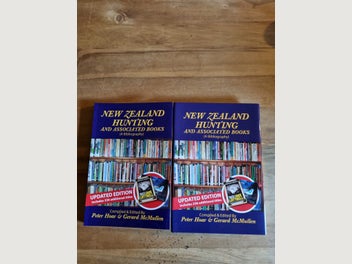 NEW ZEALAND
HUNTING
AND ASSOCIATED BOOKS
(A Bibliography)
UPDATED EDITION
Compiled & Edited By
Peter Hoar & Gerard McMullen
NEW ZEALAND
HUNTING
AND ASSOCIATED BOOKS
(A Bibliography)
UPDATED EDITION
Compiled & Edited By
Peter Hoar & Gerard McMullen